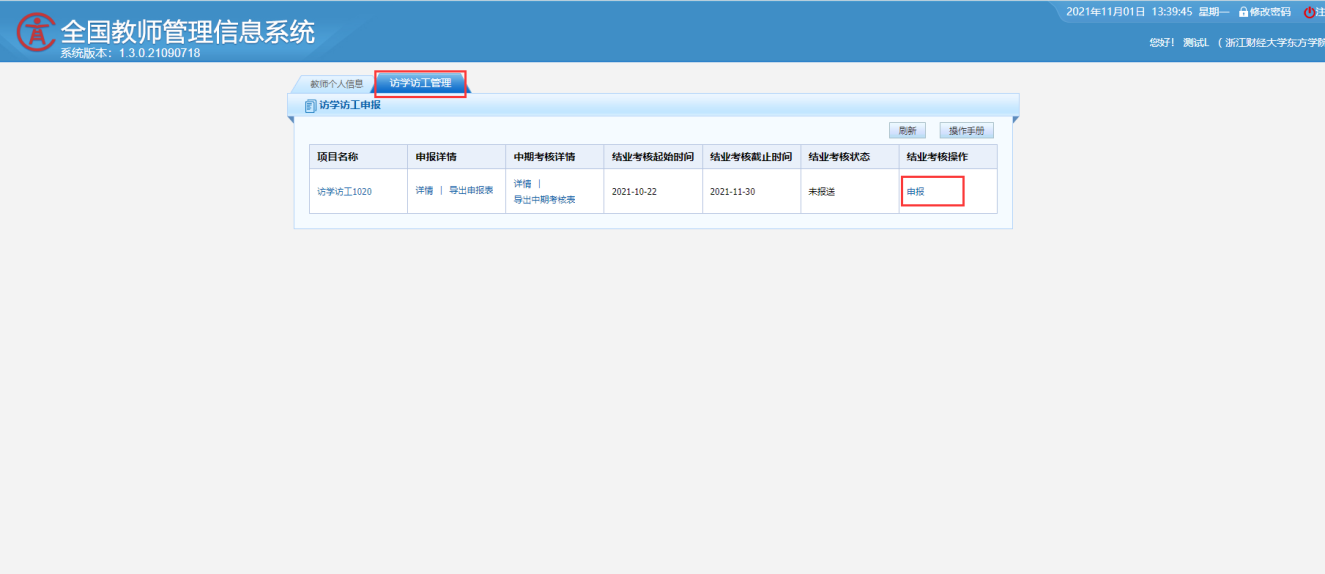 2021年11月01日 13:39:45 星期一 修改密码 注
全国教师管理信息系统
系统版本：1.3.0.21090718
您好！ 测试L （浙江财经大学东方学院
教师个人信息 访学访工管理
访学访工申报
刷新 操作手册
项目名称 申报详情 中期考核详情 结业考核起始时间 结业考核截止时间 结业考核状态 结业考核操作
访学访工1020 详情 | 导出申报表 详情 | 2021-10-22 2021-11-30 未报送 申报
导出中期考核表